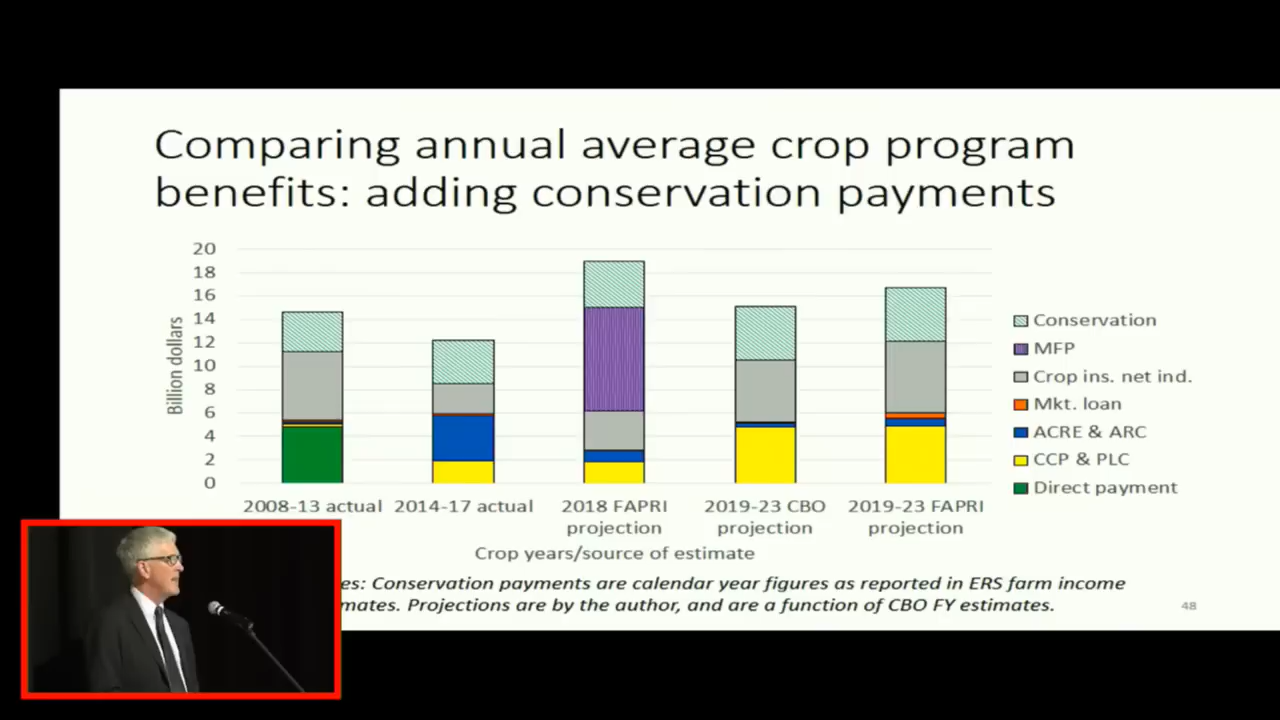 Comparing annual average crop program
benefits: adding conservation payments
Billion dollars
20
18
16
14
12
10
8
6
4
2
0
2008-13 actual
2014-17 actual
2018 FAPRI
projection
2019-23 CBO
projection
2019-23 FAPRI
projection
Crop years/source of estimate
Conservation
MFP
Crop ins. net ind.
Mkt. loan
ACRE & ARC
CCP & PLC
Direct payment
Conservation payments are calendar year figures as reported in ERS farm income
Projections are by the author, and are a function of CBO FY estimates.
48